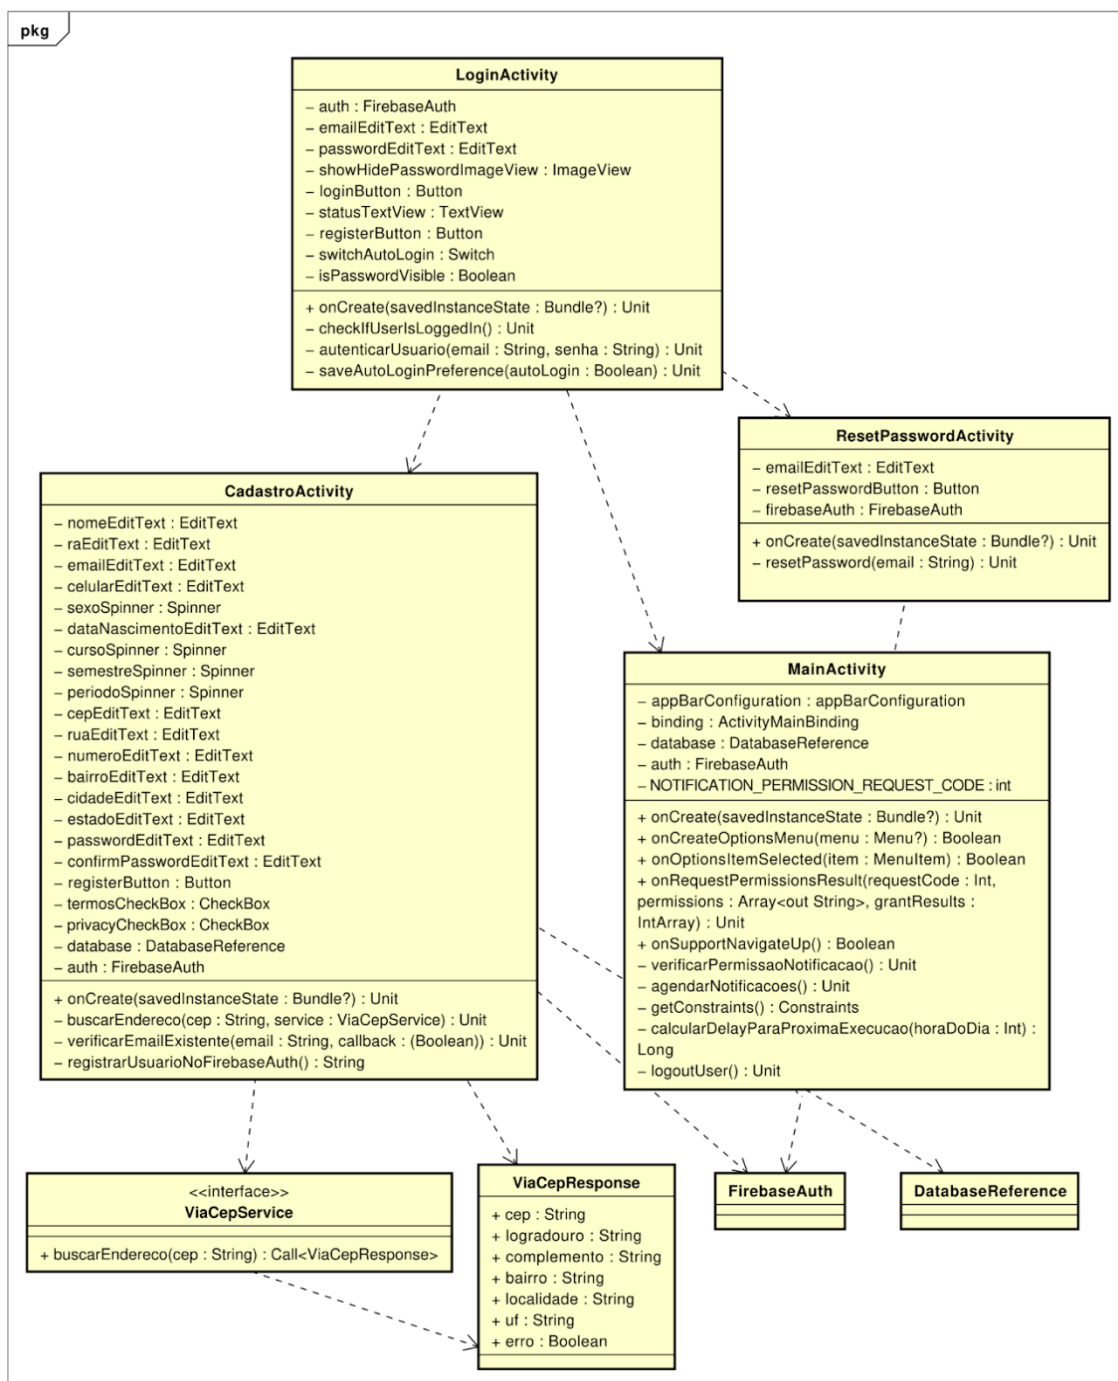 pkg
LoginActivity
− auth : FirebaseAuth
− emailEditText : EditText
− passwordEditText : EditText
− showHidePasswordImageView : ImageView
− loginButton : Button
− statusTextView : TextView
− registerButton : Button
− switchAutoLogin : Switch
− isPasswordVisible : Boolean
+ onCreate(savedInstanceState : Bundle?) : Unit
− checkIfUserIsLoggedIn() : Unit
− autenticarUsuario(email : String, senha : String) : Unit
− saveAutoLoginPreference(autoLogin : Boolean) : Unit
ResetPasswordActivity
− emailEditText : EditText
− resetPasswordButton : Button
− firebaseAuth : FirebaseAuth
+ onCreate(savedInstanceState : Bundle?) : Unit
− resetPassword(email : String) : Unit
CadastroActivity
− nomeEditText : EditText
− raEditText : EditText
− emailEditText : EditText
− celularEditText : EditText
− sexoSpinner : Spinner
− dataNascimentoEditText : EditText
− cursoSpinner : Spinner
− semestreSpinner : Spinner
− periodoSpinner : Spinner
− cepEditText : EditText
− ruaEditText : EditText
− numeroEditText : EditText
− bairroEditText : EditText
− cidadeEditText : EditText
− estadoEditText : EditText
− passwordEditText : EditText
− confirmPasswordEditText : EditText
− registerButton : Button
− termosCheckBox : CheckBox
− privacyCheckBox : CheckBox
− database : DatabaseReference
− auth : FirebaseAuth
+ onCreate(savedInstanceState : Bundle?) : Unit
− buscarEndereco(cep : String, service : ViaCepService) : Unit
− verificarEmailExistente(email : String, callback : (Boolean)) : Unit
− registrarUsuarioNoFirebaseAuth() : String
MainActivity
− appBarConfiguration : appBarConfiguration
− binding : ActivityMainBinding
− database : DatabaseReference
− auth : FirebaseAuth
− NOTIFICATION_PERMISSION_REQUEST_CODE : int
+ onCreate(savedInstanceState : Bundle?) : Unit
+ onCreateOptionsMenu(menu : Menu?) : Boolean
+ onOptionsItemSelected(item : MenuItem) : Boolean
+ onRequestPermissionsResult(requestCode : Int,
permissions : Array<out String>, grantResults :
IntArray) : Unit
+ onSupportNavigateUp() : Boolean
− verificarPermissaoNotificacao() : Unit
− agendarNotificacoes() : Unit
− getConstraints() : Constraints
− calcularDelayParaProximaExecucao(horaDoDia : Int) :
Long
− logoutUser() : Unit
<<interface>>
ViaCepService
+ buscarEndereco(cep : String) : Call<ViaCepResponse>
ViaCepResponse
+ cep : String
+ logradouro : String
+ complemento : String
+ bairro : String
+ localidade : String
+ uf : String
+ erro : Boolean
FirebaseAuth
DatabaseReference